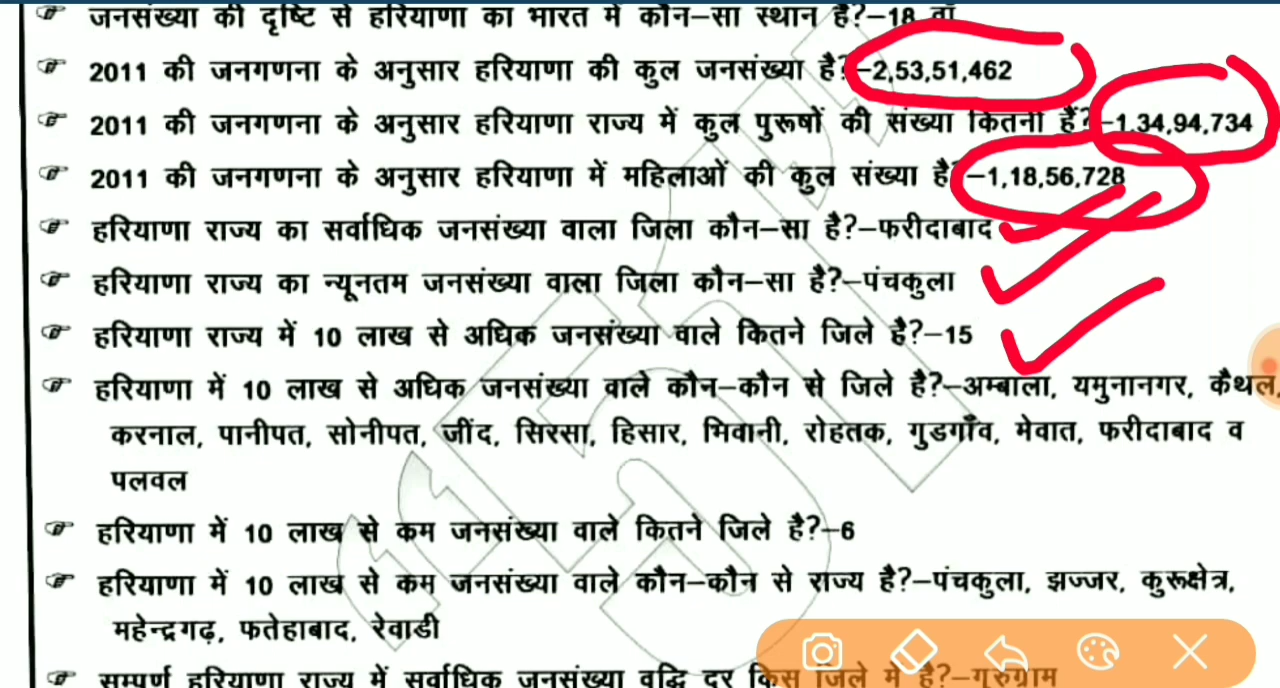 जनसंख्या की दृष्टि से हरियाणा का भारत में कौन-सा स्थान है?-18 वाँ
2011 की जनगणना के अनुसार हरियाणा की कुल जनसंख्या है?-2,53,51,462
2011 की जनगणना के अनुसार हरियाणा राज्य में कुल पुरूषों की संख्या कितनी हैं?-1,34,94,734
2011 की जनगणना के अनुसार हरियाणा में महिलाओं की कुल संख्या है?-1,18,56,728
हरियाणा राज्य का सर्वाधिक जनसंख्या वाला जिला कौन-सा है?-फरीदाबाद
हरियाणा राज्य का न्यूनतम जनसंख्या वाला जिला कौन-सा है?-पंचकुला
हरियाणा राज्य में 10 लाख से अधिक जनसंख्या वाले कितने जिले है?-15
हरियाणा में 10 लाख से अधिक जनसंख्या वाले कौन-कौन से जिले है?-अम्बाला, यमुनानगर, कैथल,
करनाल, पानीपत, सोनीपत, जींद, सिरसा, हिसार, भिवानी, रोहतक, गुडगाँव, मेवात, फरीदाबाद व
पलवल
हरियाणा में 10 लाख से कम जनसंख्या वाले कितने जिले है?-6
हरियाणा में 10 लाख से कम जनसंख्या वाले कौन-कौन से राज्य है?-पंचकुला, झज्जर, कुरूक्षेत्र,
महेन्द्रगढ़, फतेहाबाद, रेवाडी
सम्पूर्ण हरियाणा राज्य में सर्वाधिक जनसंख्या वृद्धि दर किस जिले में है?-गुरुग्राम